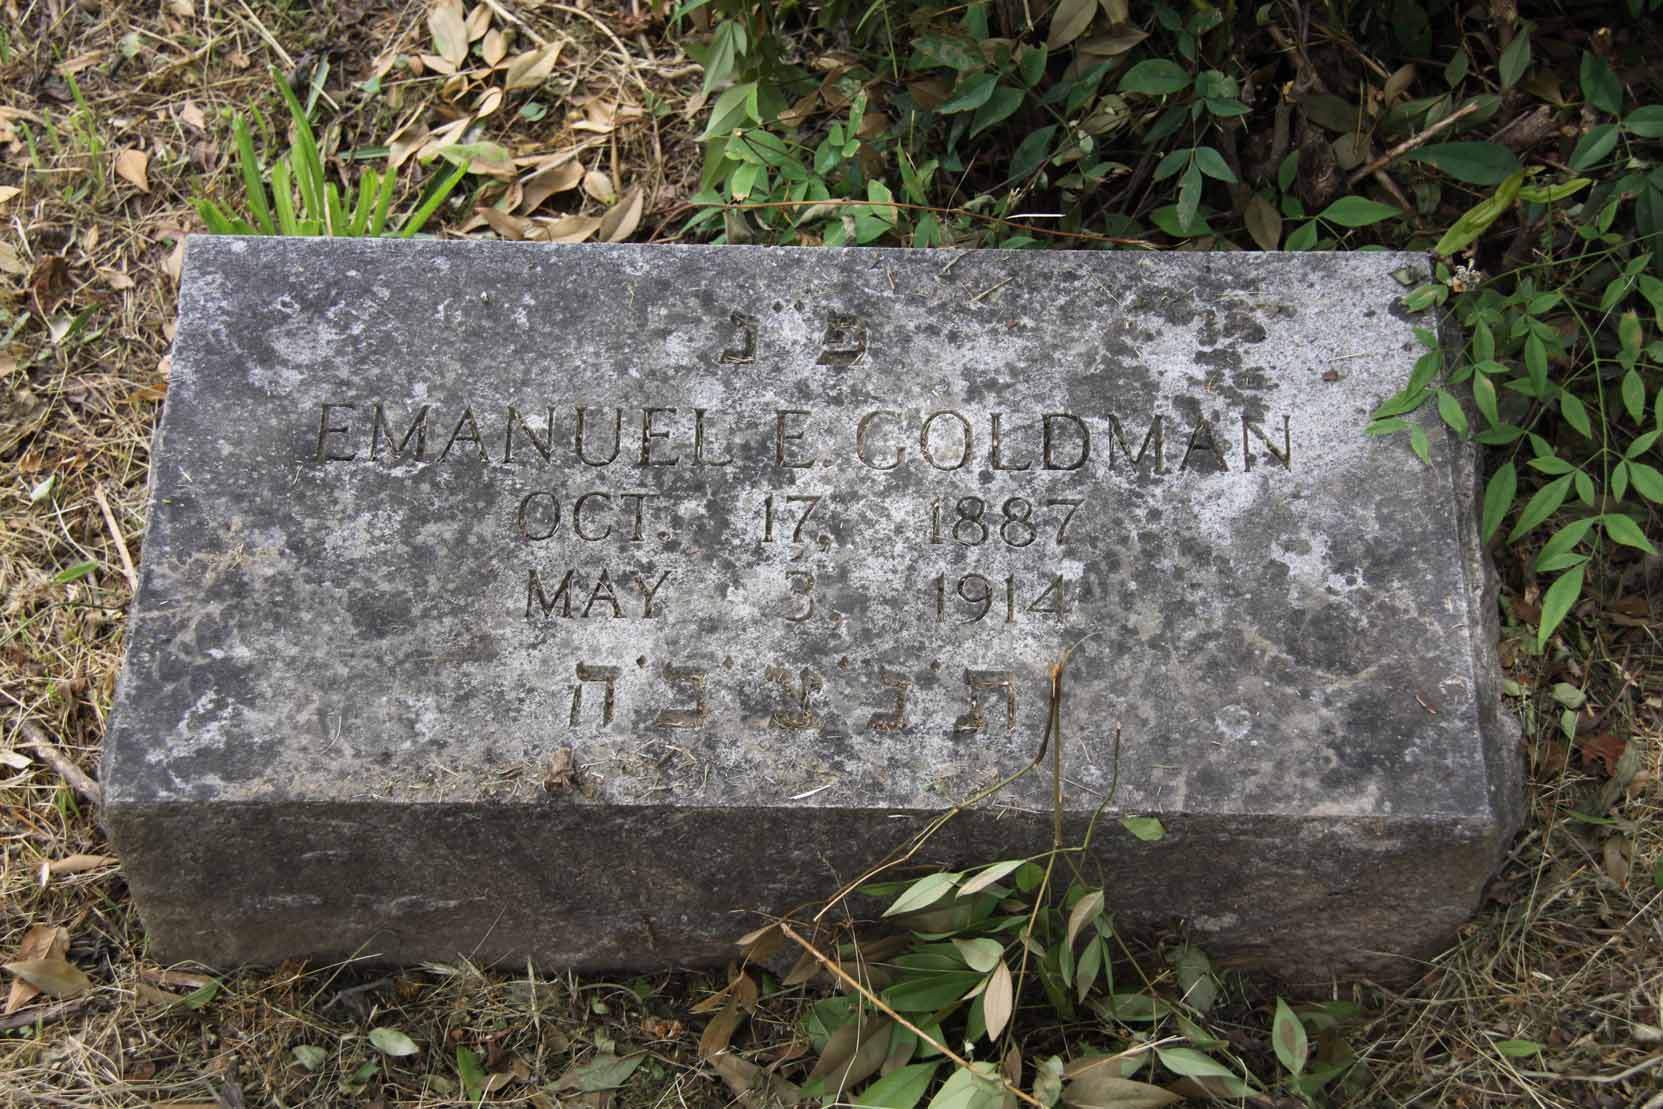 פ"נ
EMANUEL E. GOLDMAN
OCT. 17, 1887
MAY 3, 1914
ת'נ'צ'ב'ה